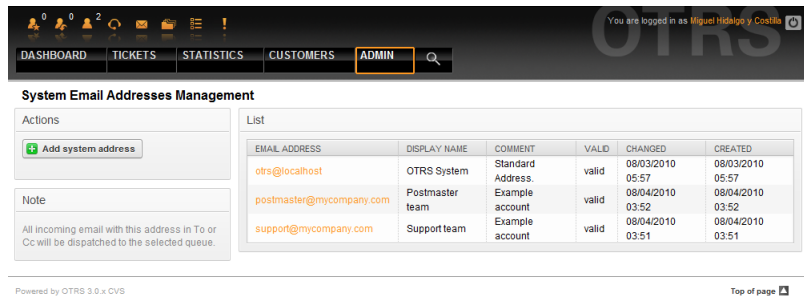 0 0 2
You are logged in as Miguel Hidalgo y Costilla
OTRS
DASHBOARD TICKETS STATISTICS CUSTOMERS ADMIN
System Email Addresses Management
Actions
Add system address
Note
All incoming email with this address in To or
Cc will be dispatched to the selected queue.
List
EMAIL ADDRESS DISPLAY NAME COMMENT VALID CHANGED CREATED
otrs@localhost OTRS System Standard Address. valid 08/03/2010 05:57 08/03/2010 05:57
postmaster@mycompany.com Postmaster team Example account valid 08/04/2010 03:52 08/04/2010 03:52
support@mycompany.com Support team Example account valid 08/04/2010 03:51 08/04/2010 03:51
Powered by OTRS 3.0.x CVS
Top of page